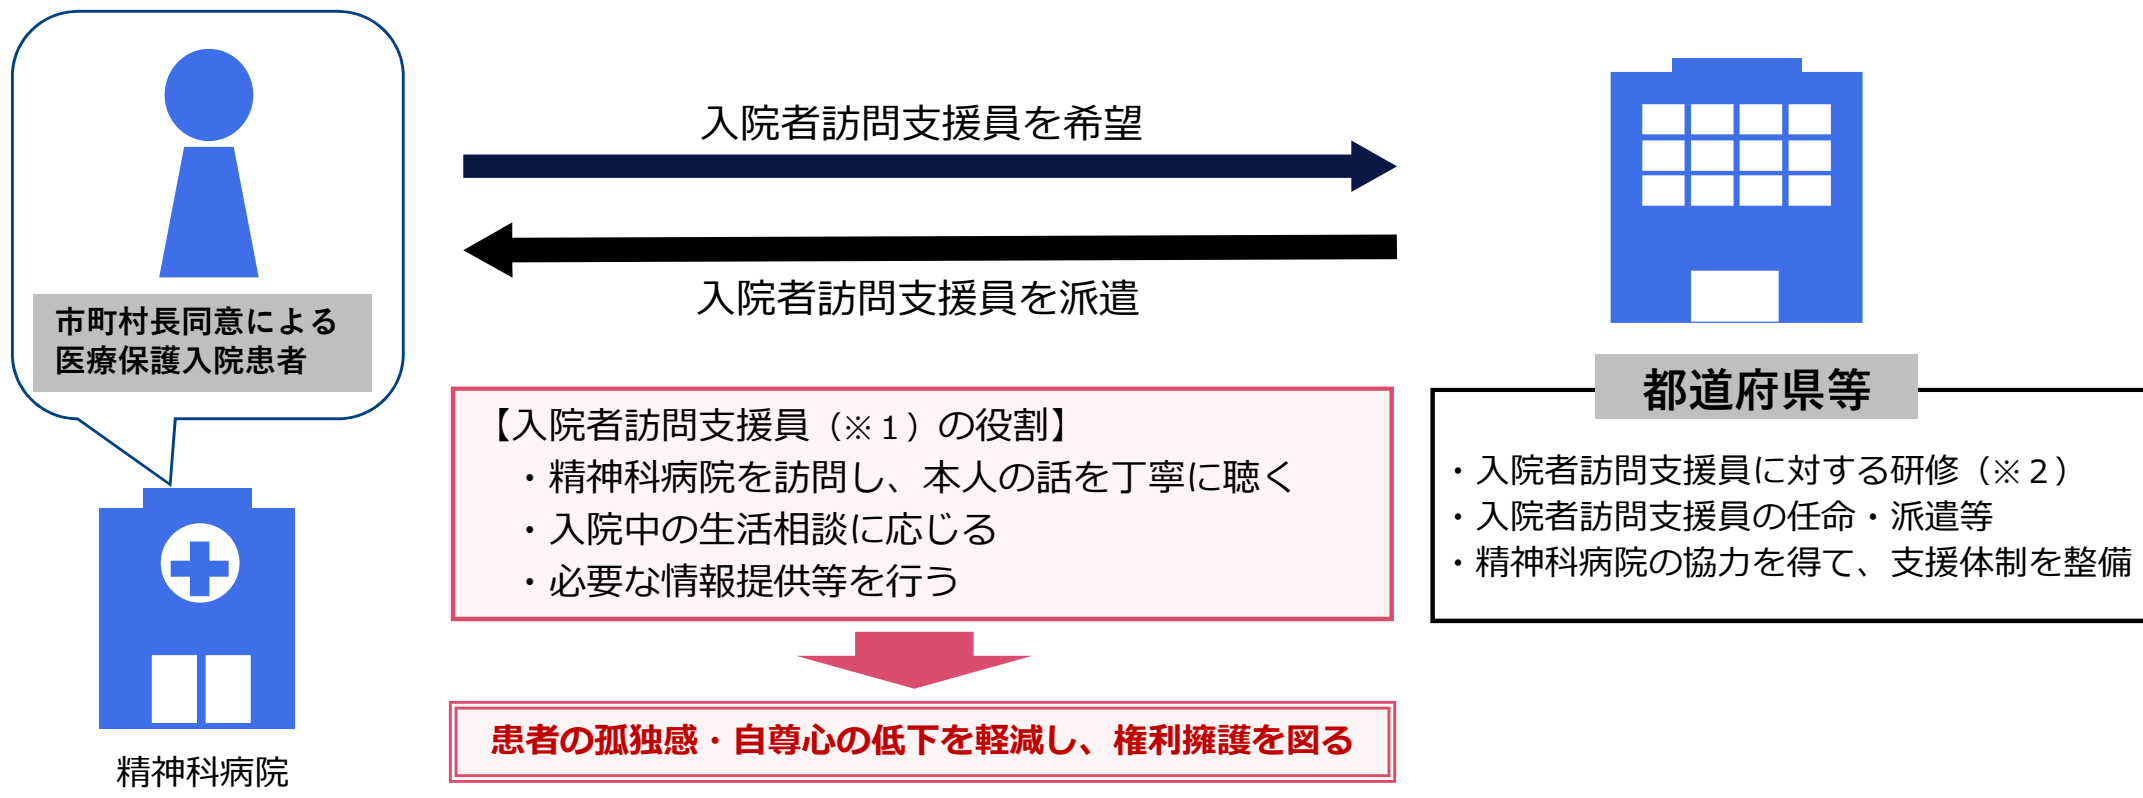 入院者訪問支援員を希望
入院者訪問支援員を派遣
市町村長同意による
医療保護入院患者
精神科病院
【入院者訪問支援員（※１）の役割】
・精神科病院を訪問し、本人の話を丁寧に聴く
・入院中の生活相談に応じる
・必要な情報提供等を行う
患者の孤独感・自尊心の低下を軽減し、権利擁護を図る
都道府県等
・入院者訪問支援員に対する研修（※２）
・入院者訪問支援員の任命・派遣等
・精神科病院の協力を得て、支援体制を整備